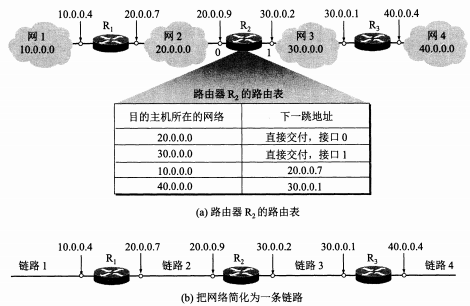 10.0.0.4 R1 20.0.0.7 20.0.0.9 R2 30.0.0.2 30.0.0.1 R3 40.0.0.4
网 1 10.0.0.0 网 2 20.0.0.0 0 1 网 3 30.0.0.0 网 4 40.0.0.0
路由器 R2 的路由表
目的主机所在的网络 下一跳地址
20.0.0.0 直接交付，接口 0
30.0.0.0 直接交付，接口 1
10.0.0.0 20.0.0.7
40.0.0.0 30.0.0.1
(a) 路由器 R2 的路由表
10.0.0.4 R1 20.0.0.7 20.0.0.9 R2 30.0.0.2 30.0.0.1 R3 40.0.0.4
链路 1 链路 2 链路 3 链路 4
(b) 把网络简化为一条链路